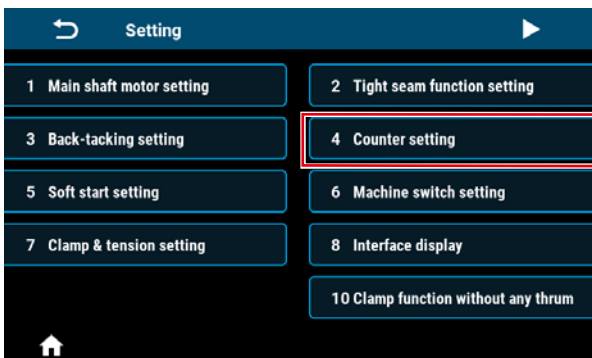 Setting
1 Main shaft motor setting
2 Tight seam function setting
3 Back-tacking setting
4 Counter setting
5 Soft start setting
6 Machine switch setting
7 Clamp & tension setting
8 Interface display
10 Clamp function without any thrum